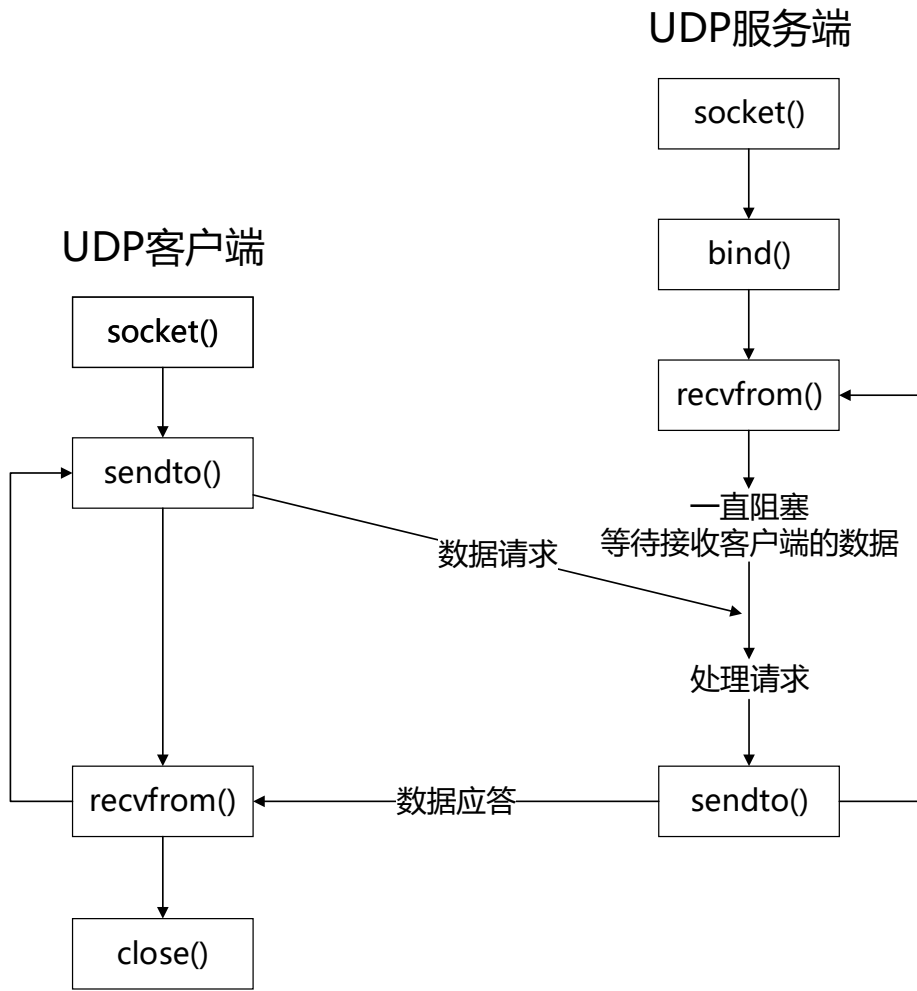 UDP服务端
socket()
bind()
recvfrom()
一直阻塞
等待接收客户端的数据
处理请求
sendto()
UDP客户端
socket()
sendto()
数据请求
recvfrom()
数据应答
close()